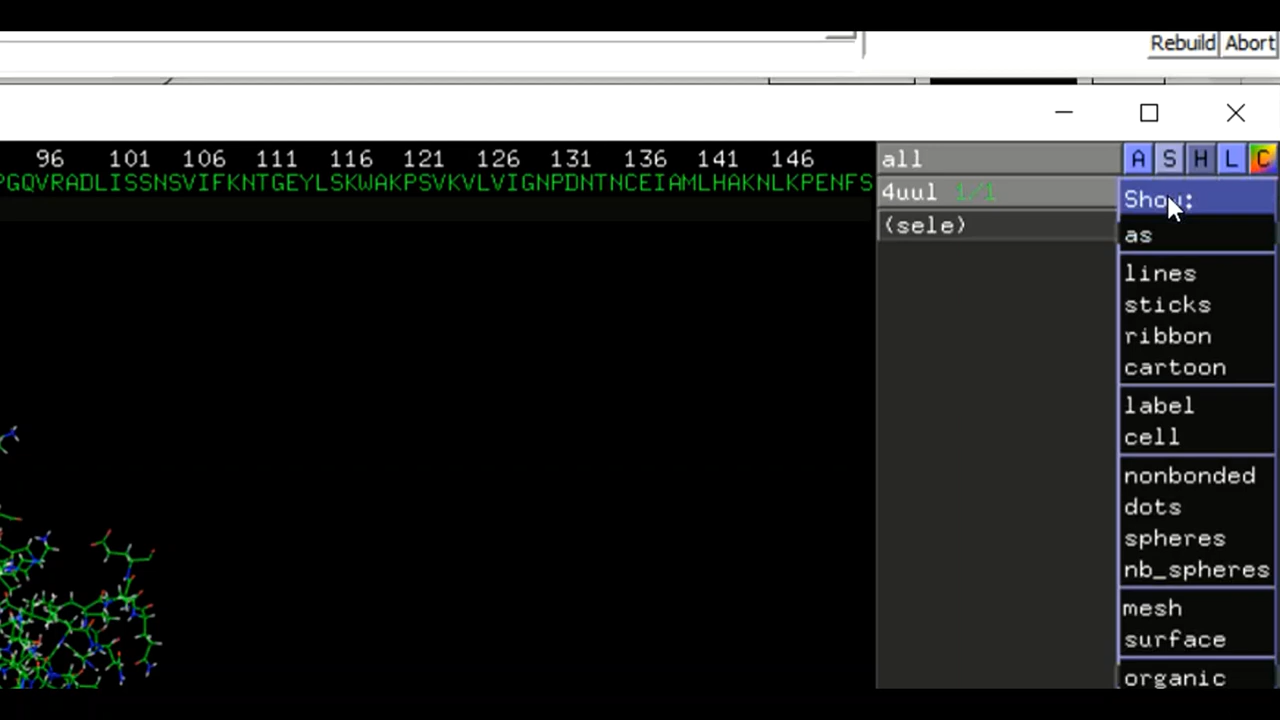 Rebuild Abort
96 101 106 111 116 121 126 131 136 141 146
PGQVRADLISSNSVIFKNTGEYLSKWAKPSVKVLVIGNPDNTNCEIAMLHAKNLKPENFS
all A S H L C
4uul 1/1
(sele)
Show:
as
lines
sticks
ribbon
cartoon
label
cell
nonbonded
dots
spheres
nb_spheres
mesh
surface
organic